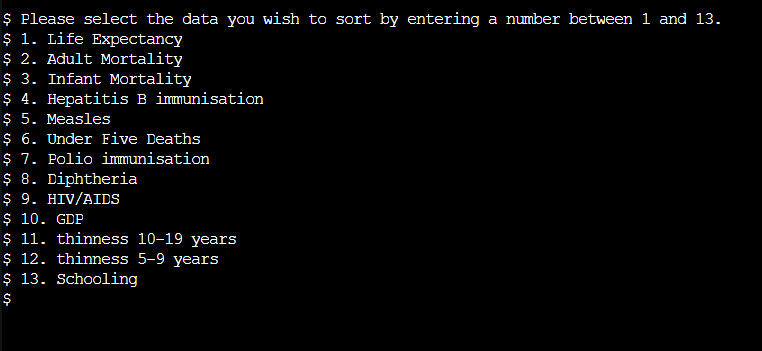 $ Please select the data you wish to sort by entering a number between 1 and 13.
$ 1. Life Expectancy
$ 2. Adult Mortality
$ 3. Infant Mortality
$ 4. Hepatitis B immunisation
$ 5. Measles
$ 6. Under Five Deaths
$ 7. Polio immunisation
$ 8. Diphtheria
$ 9. HIV/AIDS
$ 10. GDP
$ 11. thinness 10-19 years
$ 12. thinness 5-9 years
$ 13. Schooling
$